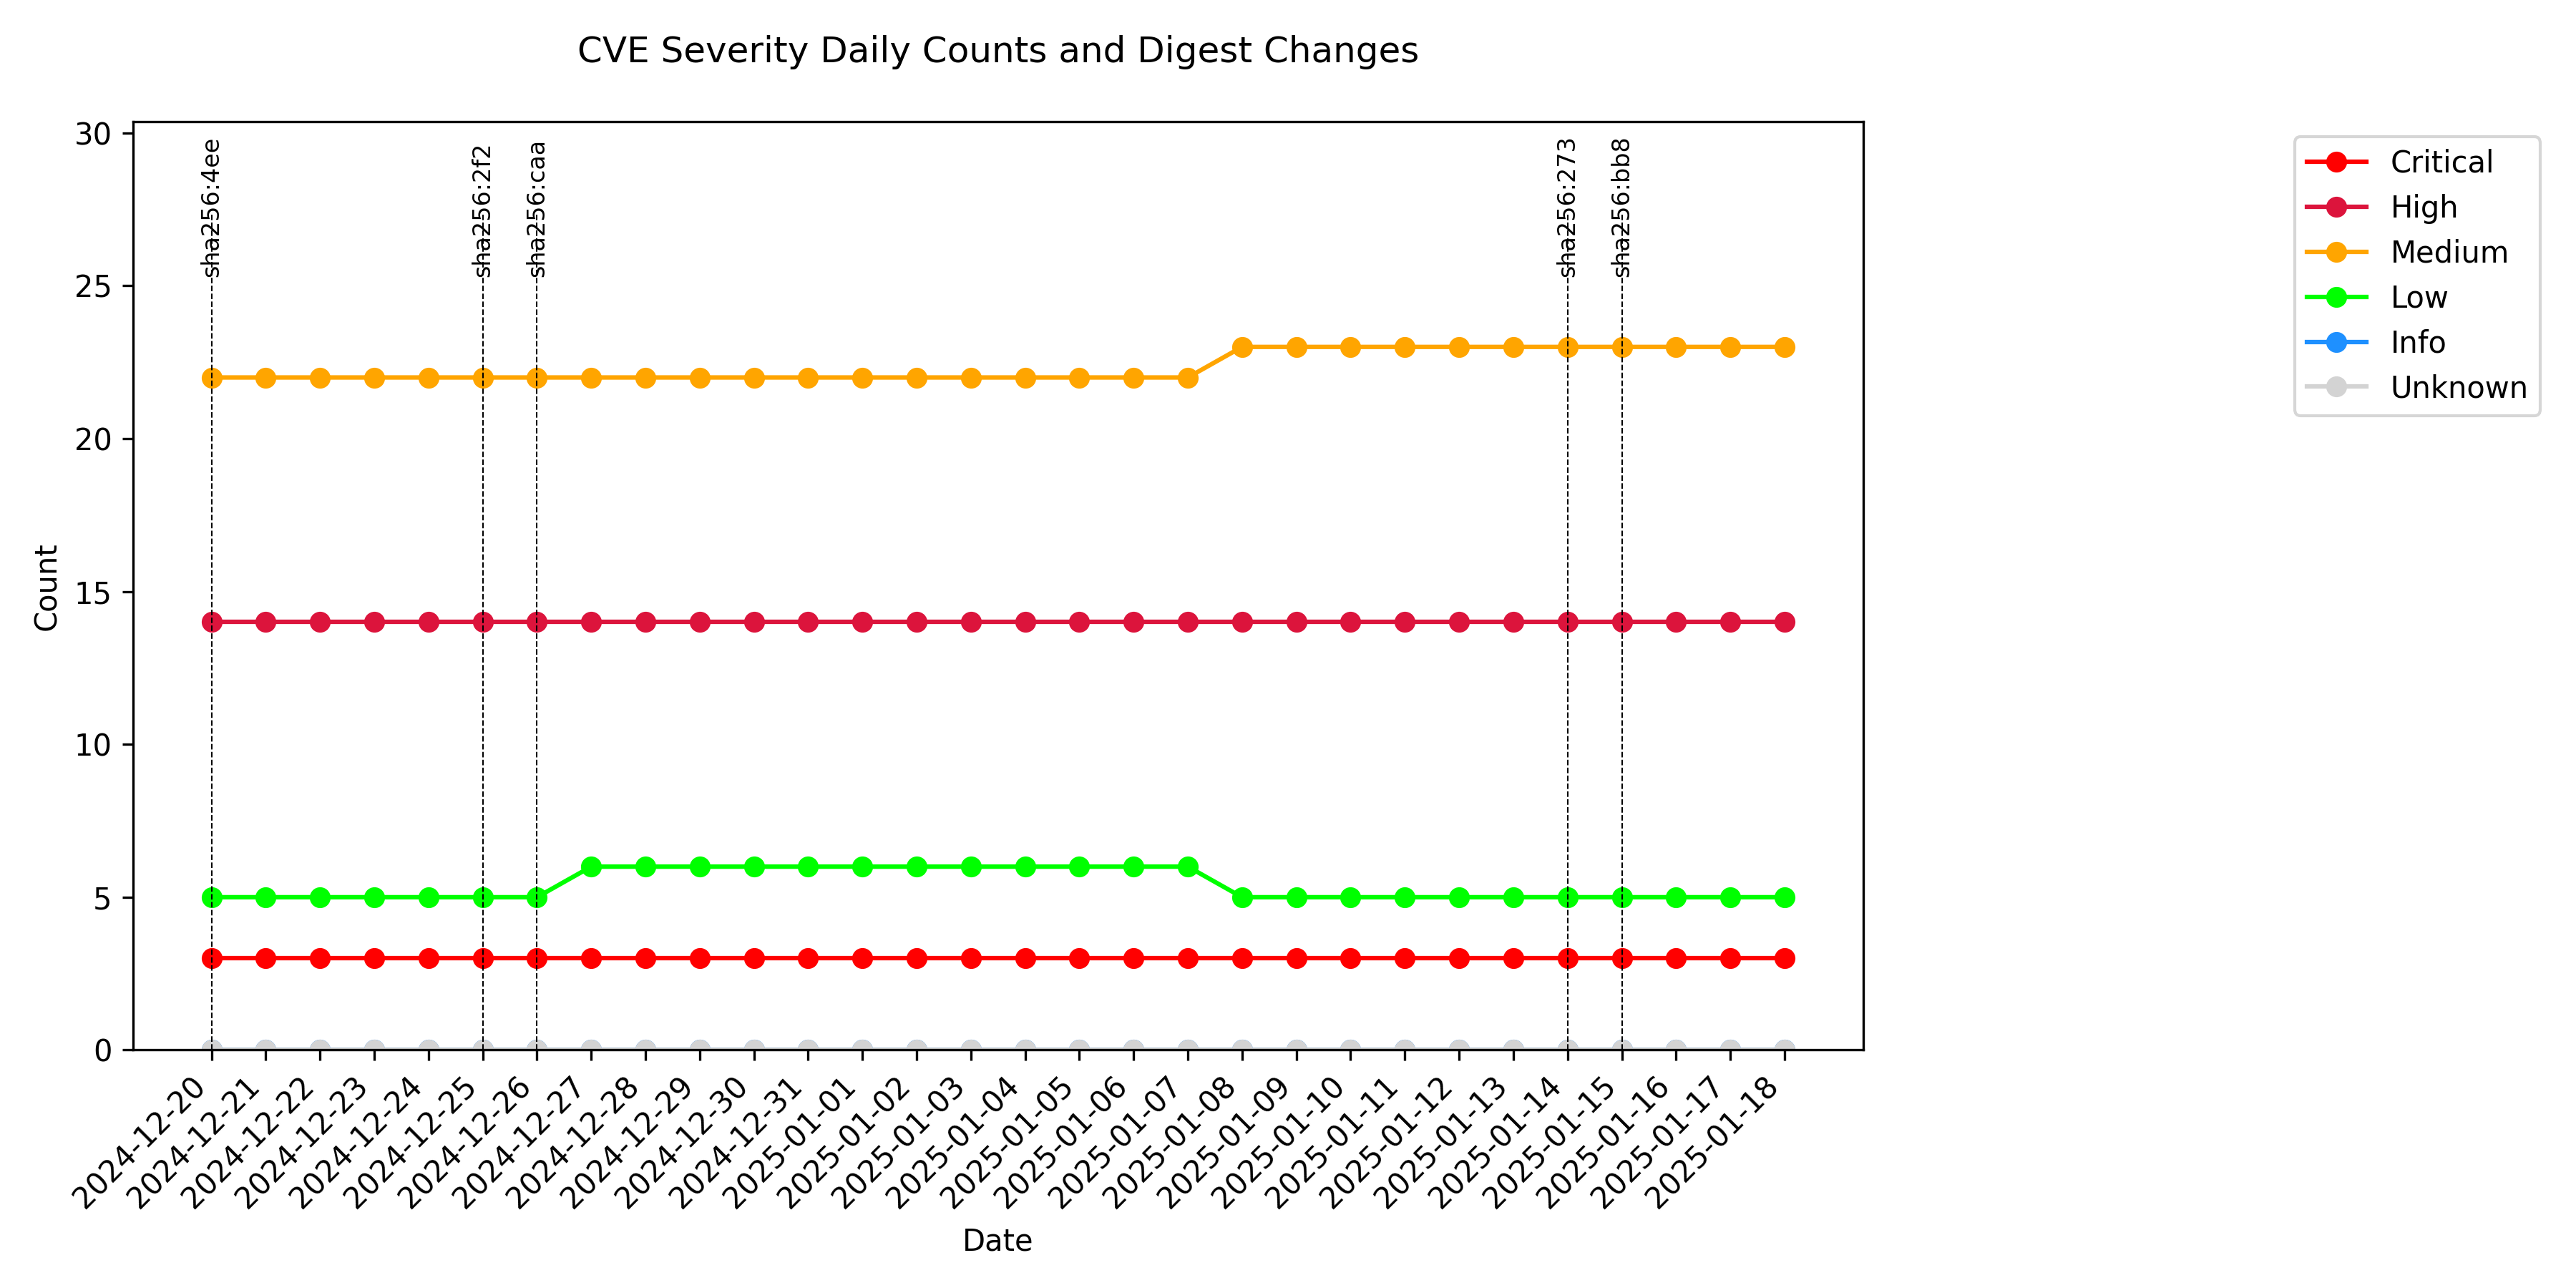 CVE Severity Daily Counts and Digest Changes
30
25
20
15
10
5
0
Count
sha256:4ee
sha256:2f2
sha256:caa
sha256:273
sha256:bb8
Critical
High
Medium
Low
Info
Unknown
2024-12-20
2024-12-21
2024-12-22
2024-12-23
2024-12-24
2024-12-25
2024-12-26
2024-12-27
2024-12-28
2024-12-29
2024-12-30
2024-12-31
2025-01-01
2025-01-02
2025-01-03
2025-01-04
2025-01-05
2025-01-06
2025-01-07
2025-01-08
2025-01-09
2025-01-10
2025-01-11
2025-01-12
2025-01-13
2025-01-14
2025-01-15
2025-01-16
2025-01-17
2025-01-18
Date